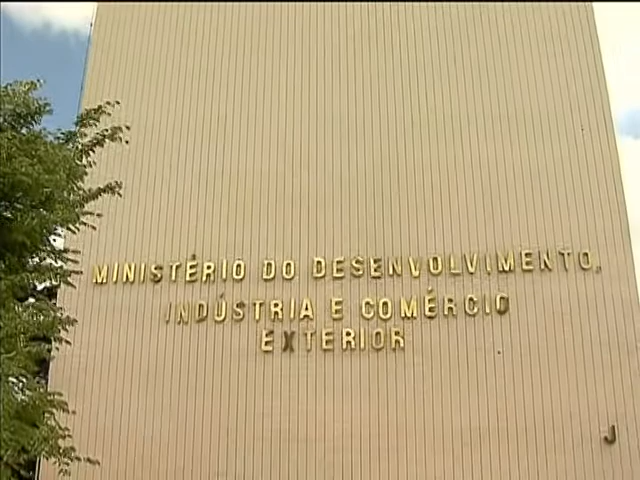 MINISTÉRIO DO DESENVOLVIMENTO,
INDÚSTRIA E COMÉRCIO
EXTERIOR
J